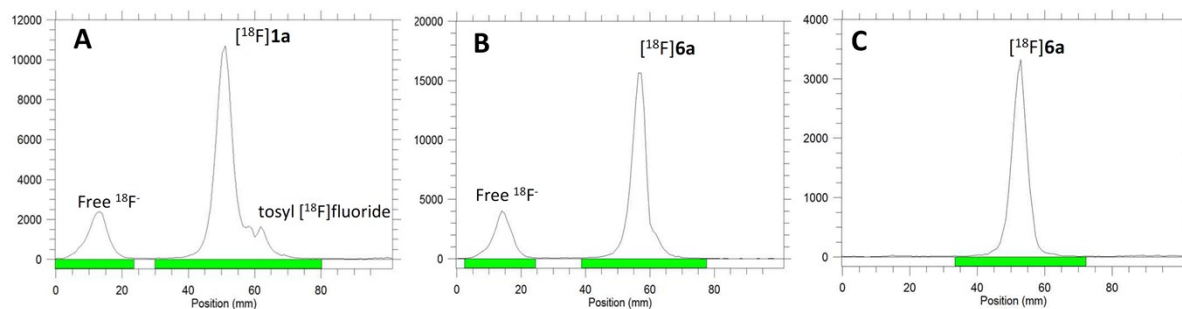 A
[¹⁸F]1a
12000
10000
8000
6000
4000
2000
0
Free ¹⁸F⁻
tosyl [¹⁸F]fluoride
0 20 40 60 80
Position (mm)
B
[¹⁸F]6a
20000
15000
10000
5000
0
Free ¹⁸F⁻
0 20 40 60 80
Position (mm)
C
[¹⁸F]6a
4000
3000
2000
1000
0
0 20 40 60 80
Position (mm)